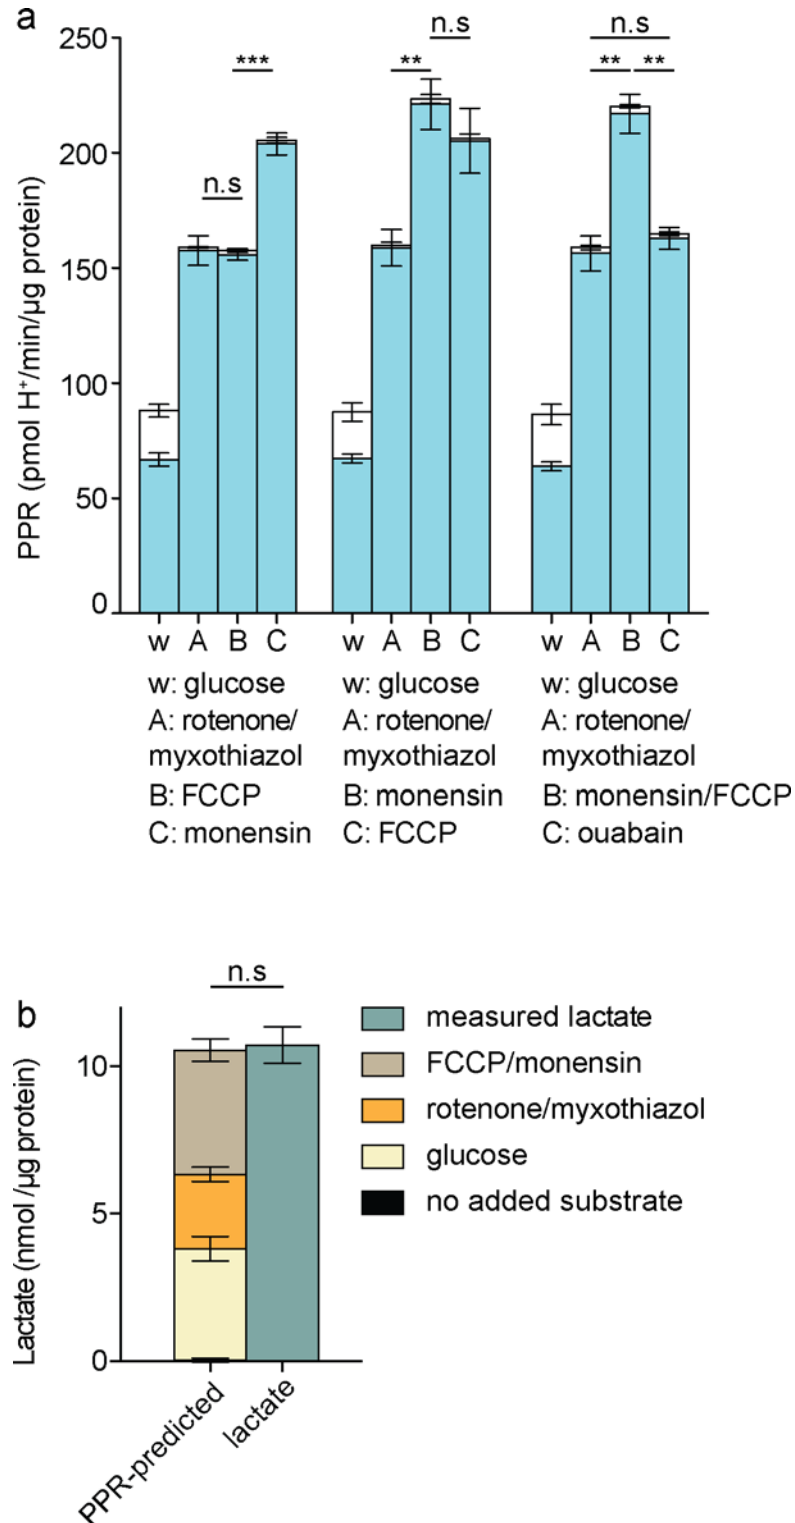 a
PPR (pmol H⁺/min/µg protein)
250
200
150
100
50
0
n.s
***
**
n.s
n.s
**
**
w A B C w A B C w A B C
w: glucose
A: rotenone/
myxothiazol
B: FCCP
C: monensin
w: glucose
A: rotenone/
myxothiazol
B: monensin
C: FCCP
w: glucose
A: rotenone/
myxothiazol
B: monensin/FCCP
C: ouabain
b
Lactate (nmol /µg protein)
10
5
0
n.s
PPR-predicted
lactate
measured lactate
FCCP/monensin
rotenone/myxothiazol
glucose
no added substrate